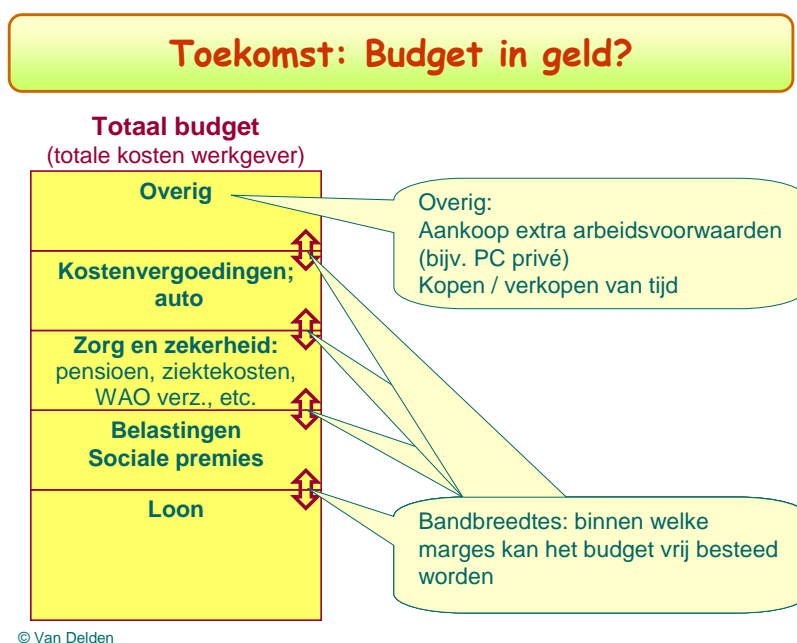 Toekomst: Budget in geld?
Totaal budget
(totale kosten werkgever)
Overig
Kostenvergoedingen;
auto
Zorg en zekerheid:
pensioen, ziektekosten,
WAO verz., etc.
Belastingen
Sociale premies
Loon
Overig:
Aankoop extra arbeidsvoorwaarden
(bijv. PC privé)
Kopen / verkopen van tijd
Bandbreedtes: binnen welke
marges kan het budget vrij besteed
worden
© Van Delden